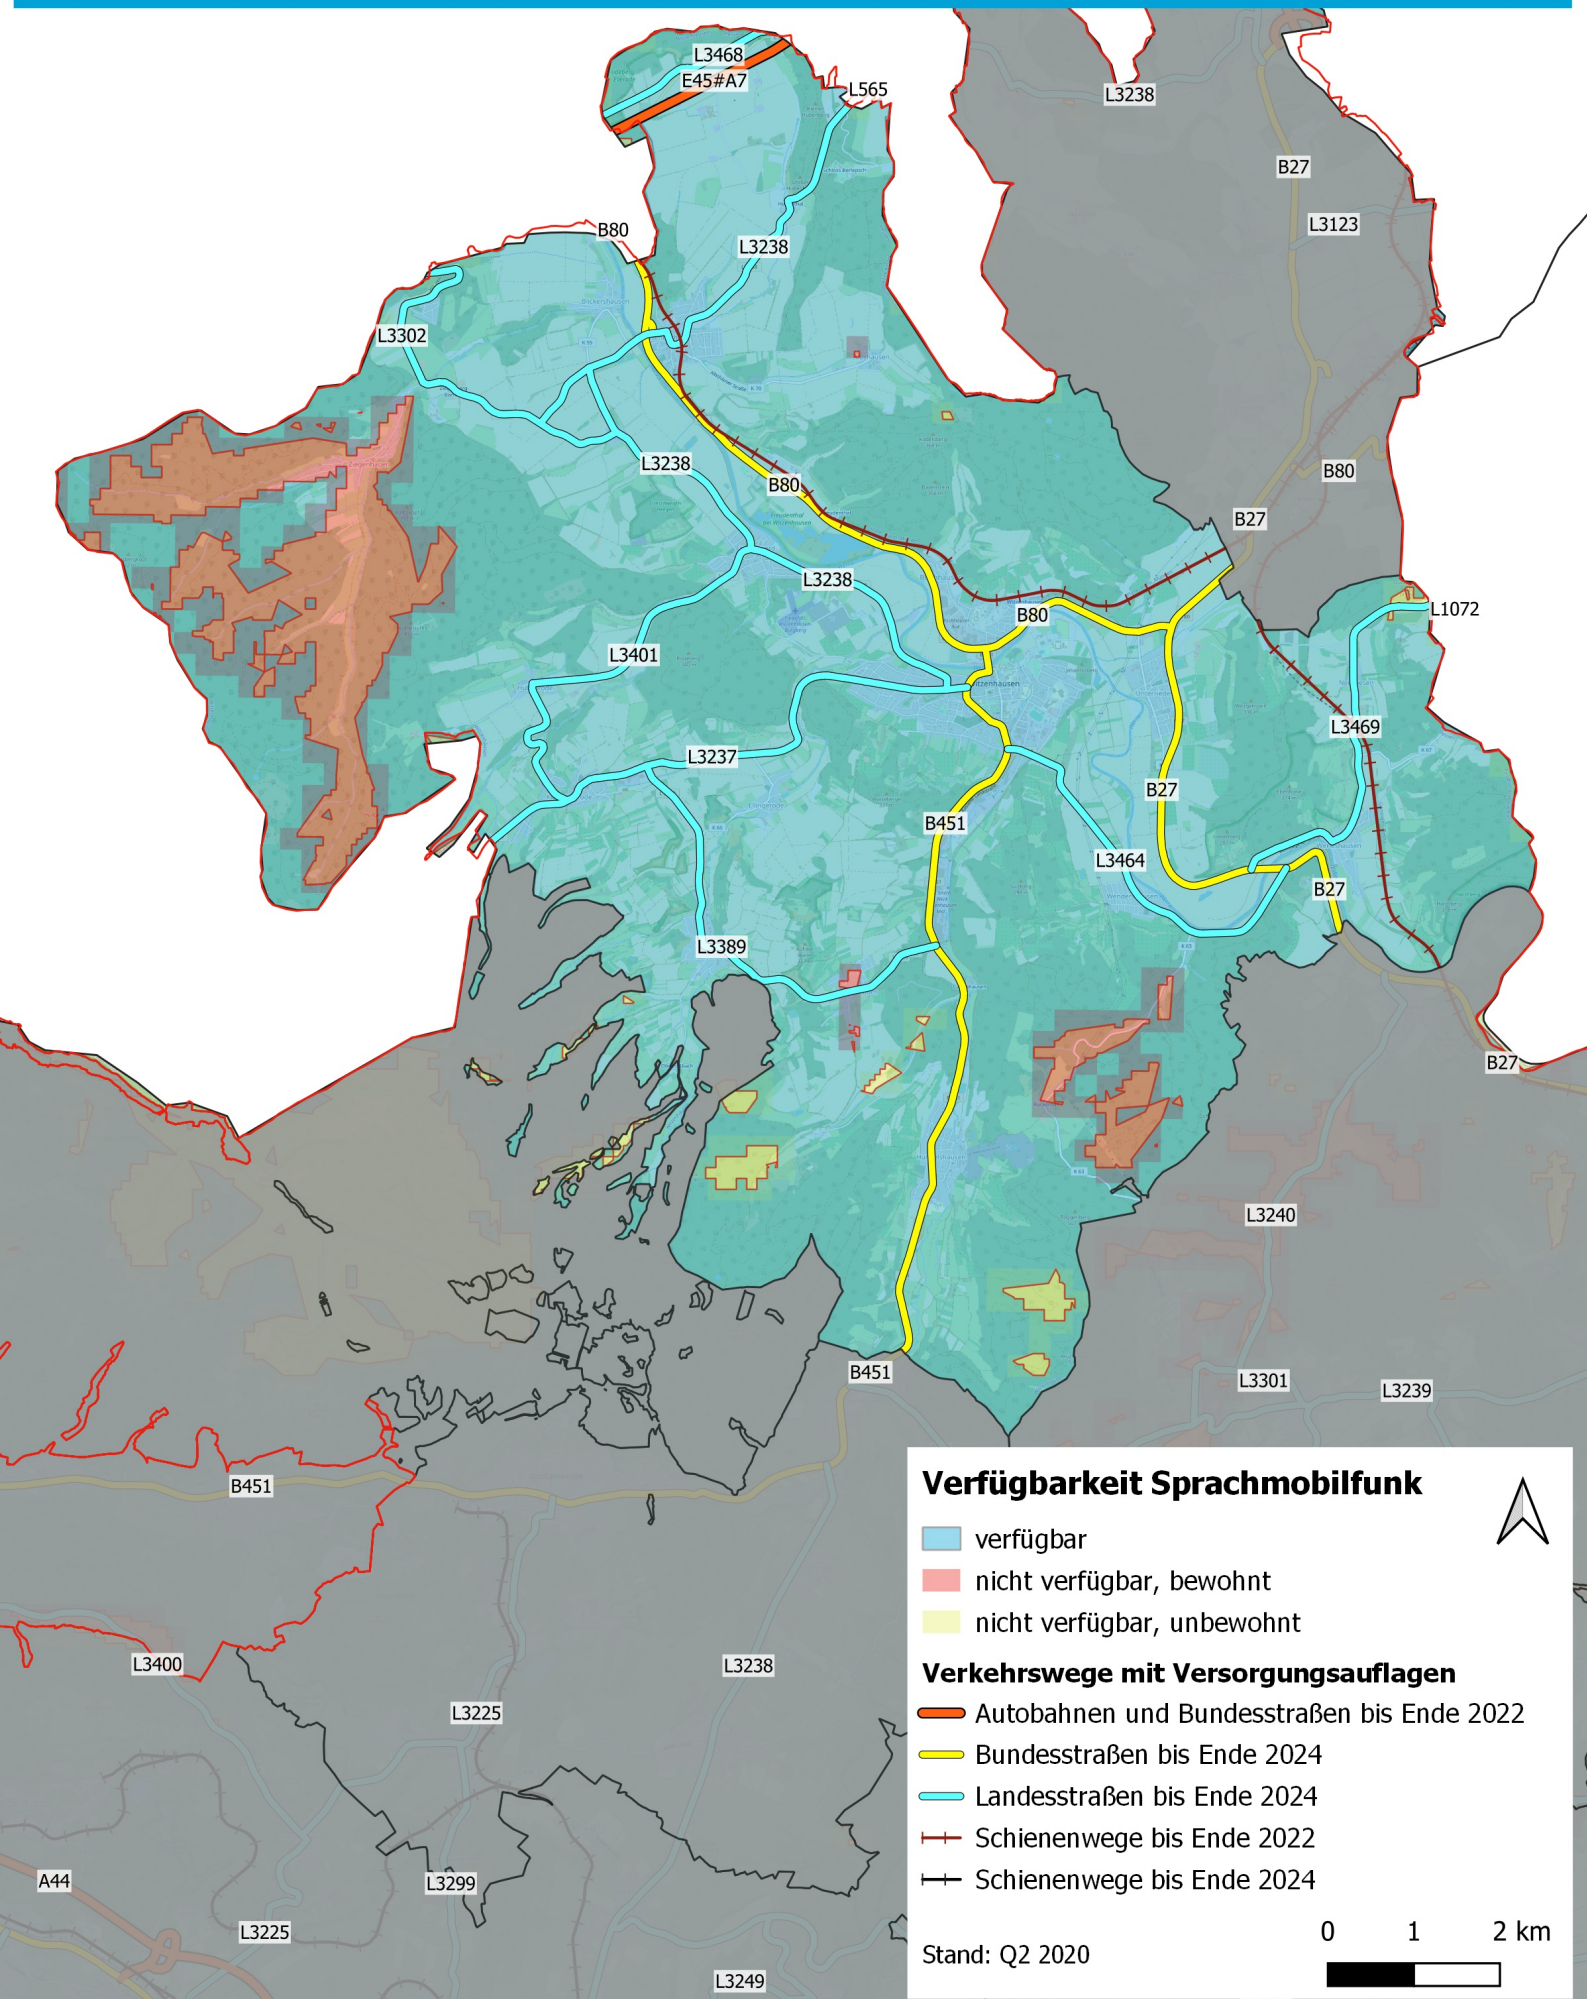 L3468
E45#A7
L565
L3238
B27
L3123
B80
L3238
L3302
L3238
B80
B80
B27
L3238
B80
L1072
L3401
L3469
L3237
B27
B451
L3464
B27
L3389
B27
L3240
B451
L3301
L3239
B451
L3400
L3238
L3225
A44
L3299
L3225
L3249
Ziegenhagen
Witzenhausen
Verfügbarkeit Sprachmobilfunk
verfügbar
nicht verfügbar, bewohnt
nicht verfügbar, unbewohnt
Verkehrswege mit Versorgungsauflagen
Autobahnen und Bundesstraßen bis Ende 2022
Bundesstraßen bis Ende 2024
Landesstraßen bis Ende 2024
Schienenwege bis Ende 2022
Schienenwege bis Ende 2024
Stand: Q2 2020
0 1 2 km